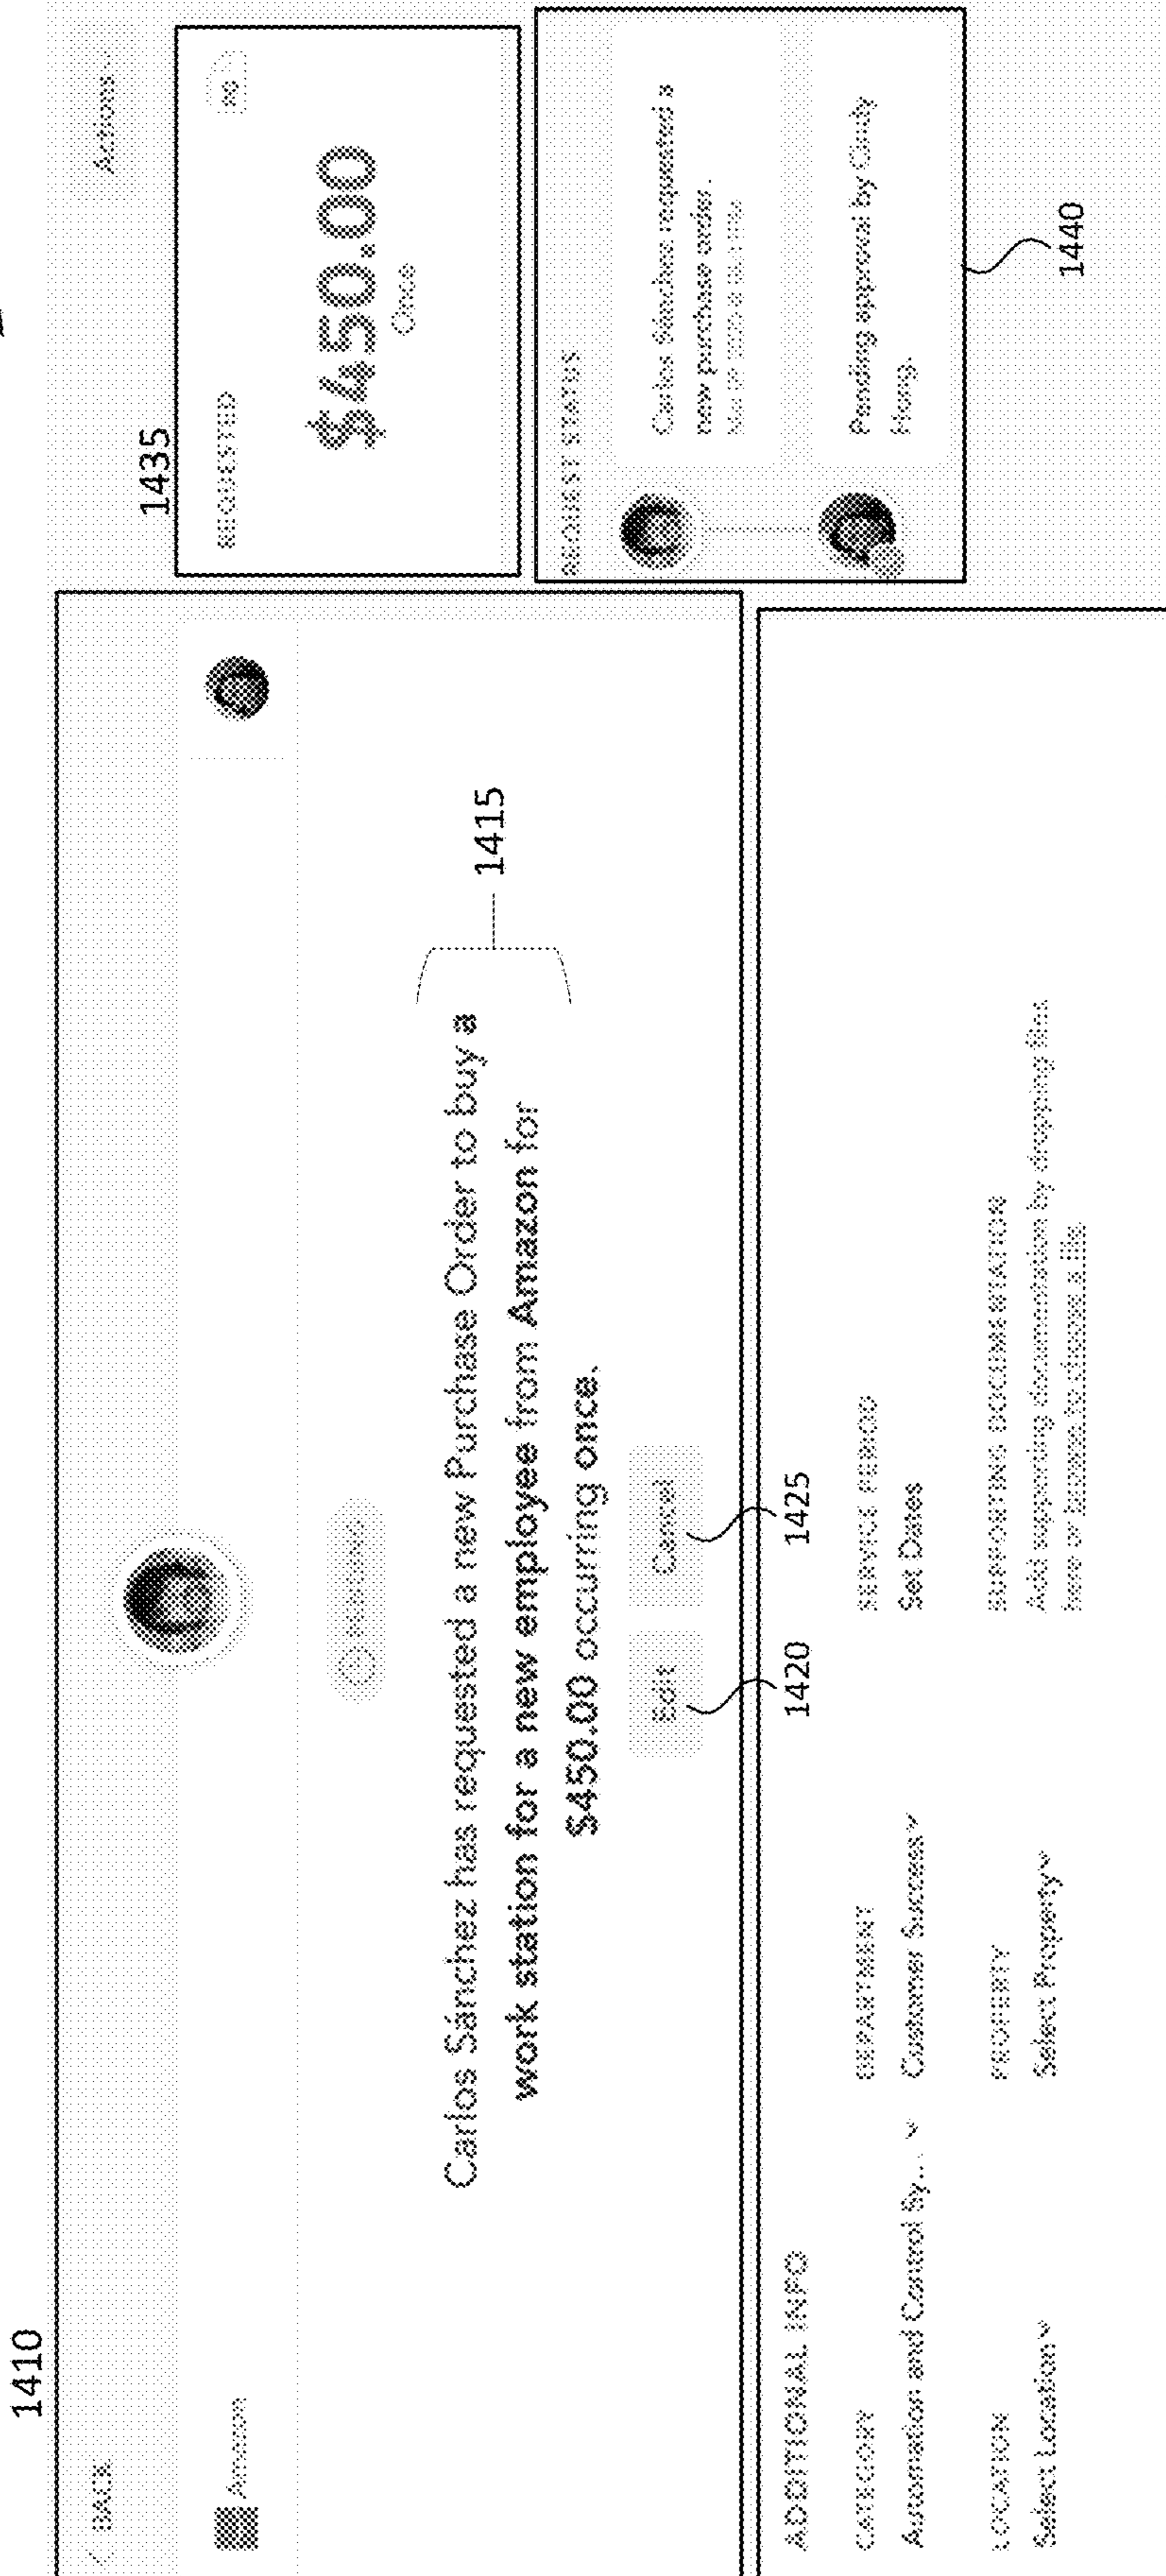 1410
BACK
Actions
Amazon
Requested
Carlos Sánchez has requested a new Purchase Order to buy a
work station for a new employee from Amazon for
$450.00 occurring once.
1415
Edit
Cancel
1420
1425
1435
REQUESTED
$450.00
Once
REQUEST STATUS
Carlos Sánchez requested a
new purchase order.
Pending approval by Cindy
Hong.
1440
ADDITIONAL INFO
CATEGORY
Automation and Control Sy...
DEPARTMENT
Customer Success
SERVICE PERIOD
Set Dates
LOCATION
Select Location
PROPERTY
Select Property
SUPPORTING DOCUMENTATION
Add supporting documentation by dropping files
here or browse to choose a file.